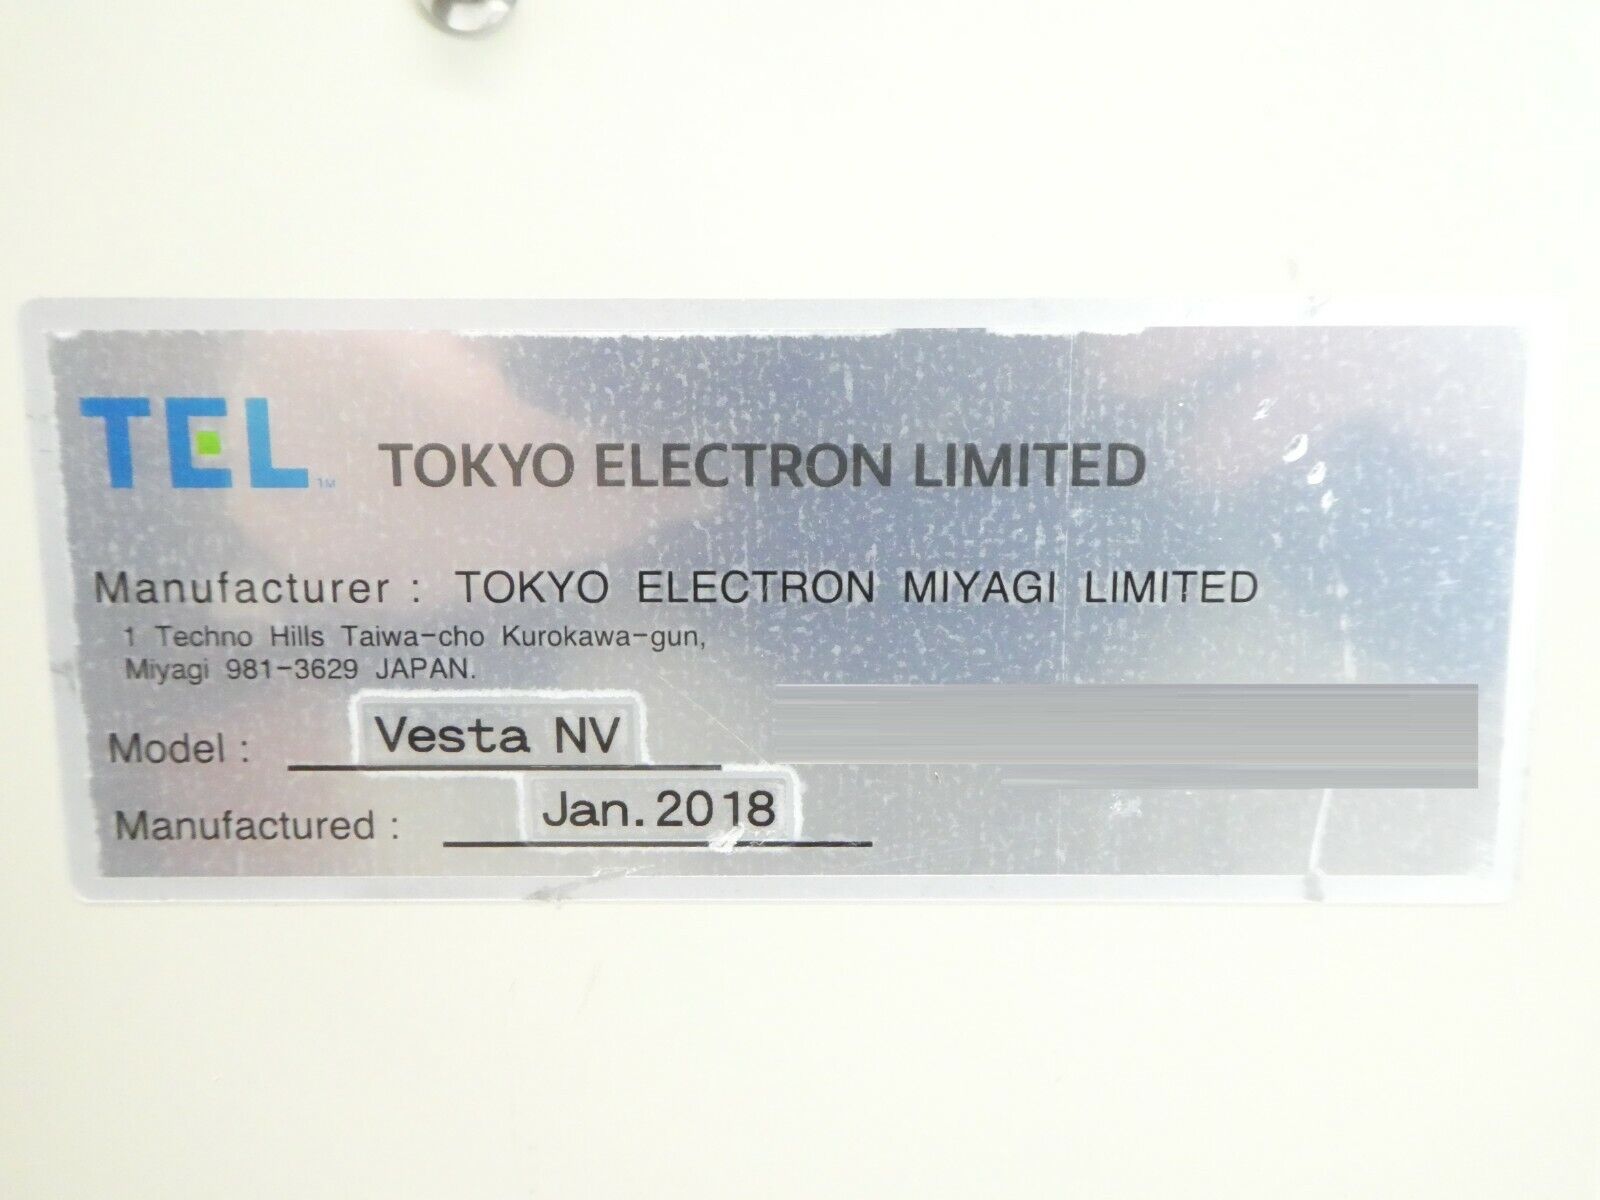 TEL™ TOKYO ELECTRON LIMITED
Manufacturer : TOKYO ELECTRON MIYAGI LIMITED
1 Techno Hills Taiwa-cho Kurokawa-gun,
Miyagi 981-3629 JAPAN.
Model : Vesta NV
Manufactured : Jan.2018